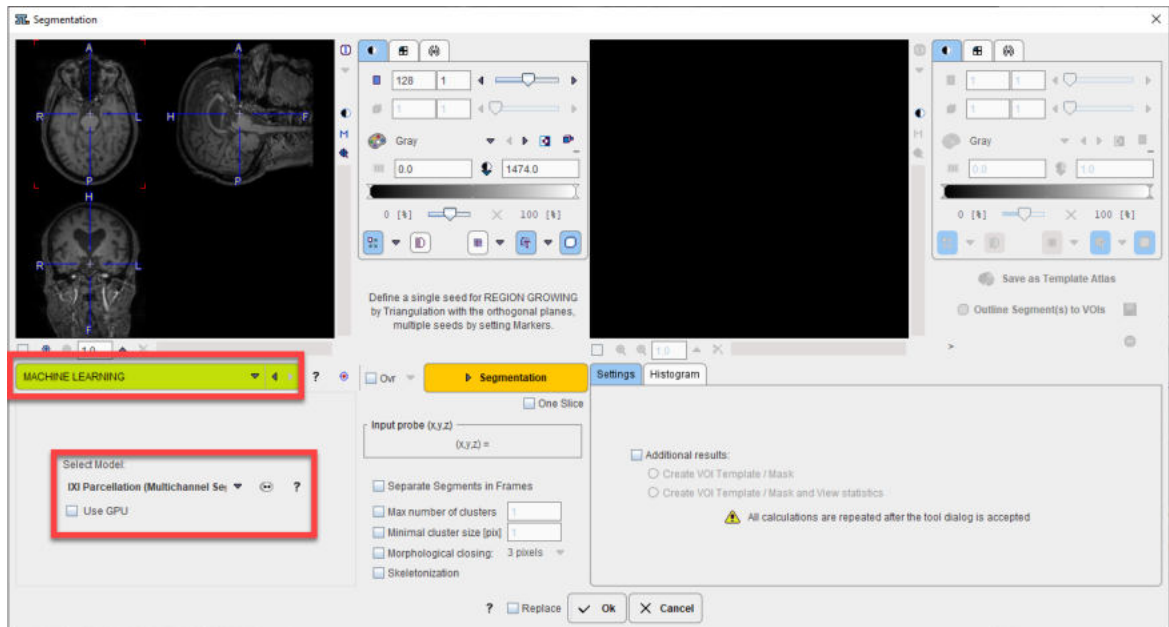 Segmentation
A
A
R
L
H
F
P
P
H
R
L
F
1.0
128 1
1 1
Gray
0.0 1474.0
0 [%] 100 [%]
Define a single seed for REGION GROWING
by Triangulation with the orthogonal planes,
multiple seeds by setting Markers.
M
H
1.0
1 1
1 1
Gray
0.0 1.0
0 [%] 100 [%]
Save as Template Atlas
Outline Segment(s) to VOIs
>
MACHINE LEARNING ?
Select Model:
IXI Parcellation (Multichannel Se ?
Use GPU
Ovr Segmentation
One Slice
Input probe (x,y,z)
(x,y,z) =
Separate Segments in Frames
Max number of clusters 1
Minimal cluster size [pix] 1
Morphological closing: 3 pixels
Skeletonization
Settings Histogram
Additional results:
Create VOI Template / Mask
Create VOI Template / Mask and View statistics
All calculations are repeated after the tool dialog is accepted
? Replace Ok Cancel